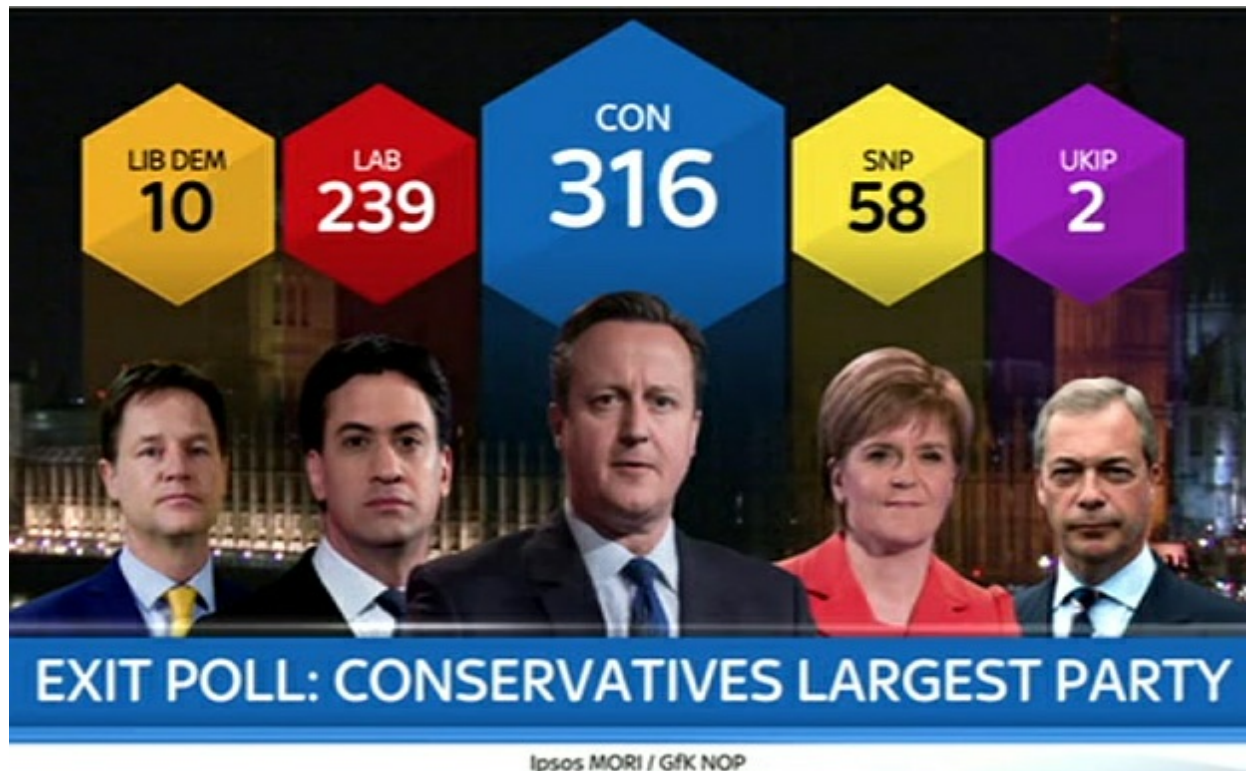 CON
316
LIB DEM
10
LAB
239
SNP
58
UKIP
2
EXIT POLL: CONSERVATIVES LARGEST PARTY
Ipsos MORI / GfK NOP